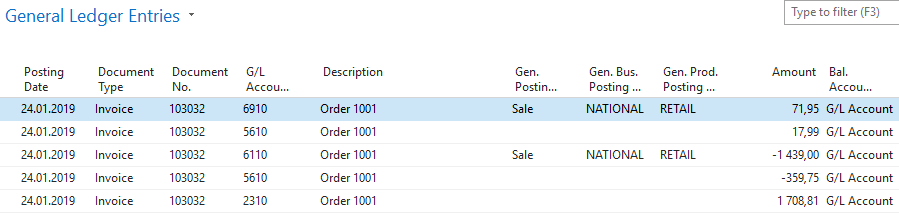 General Ledger Entries
Type to filter (F3)
Posting Date Document Type Document No. G/L Accou... Description Gen. Postin... Gen. Bus. Posting ... Gen. Prod. Posting ... Amount Bal. Accou...
24.01.2019 Invoice 103032 6910 Order 1001 Sale NATIONAL RETAIL 71,95 G/L Account
24.01.2019 Invoice 103032 5610 Order 1001 17,99 G/L Account
24.01.2019 Invoice 103032 6110 Order 1001 Sale NATIONAL RETAIL -1 439,00 G/L Account
24.01.2019 Invoice 103032 5610 Order 1001 -359,75 G/L Account
24.01.2019 Invoice 103032 2310 Order 1001 1 708,81 G/L Account